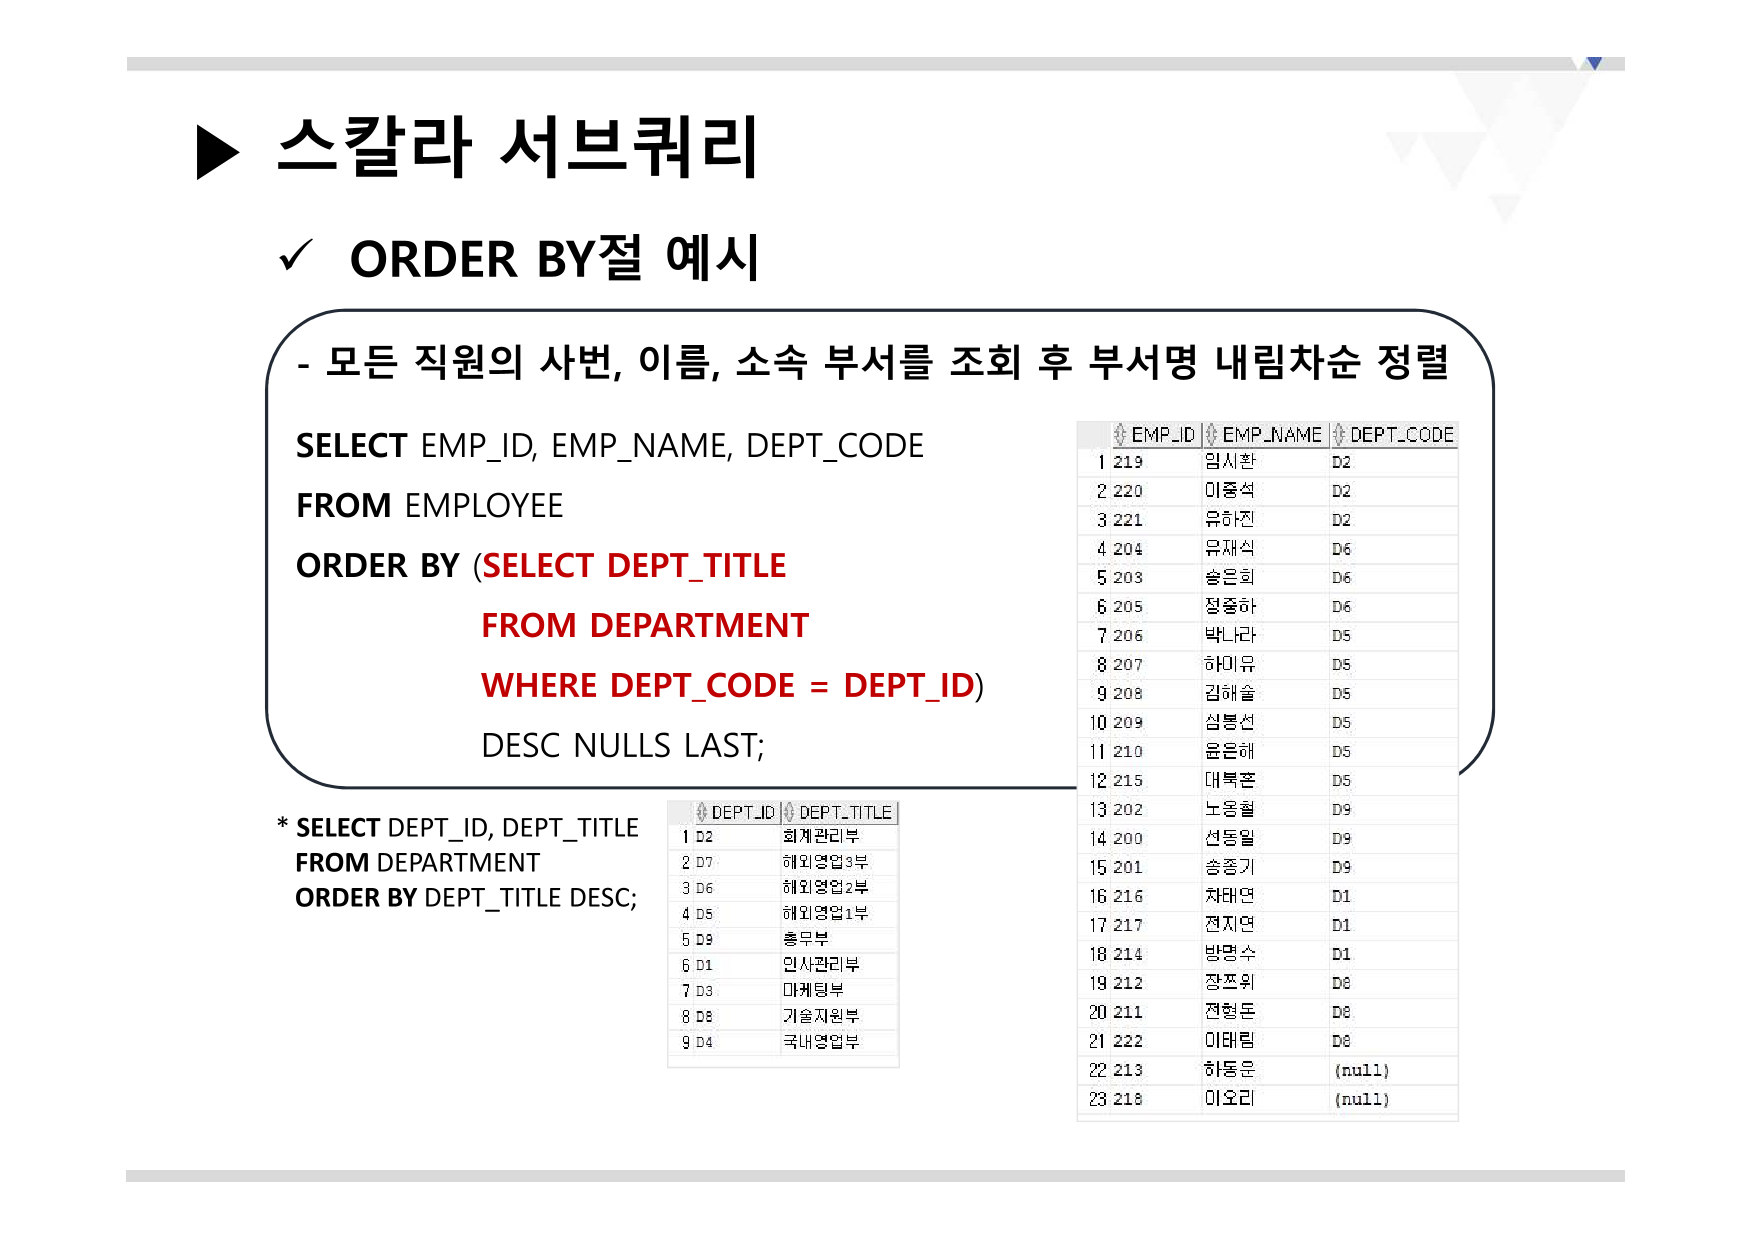 ▶ 스칼라 서브쿼리
✓ ORDER BY절 예시
- 모든 직원의 사번, 이름, 소속 부서를 조회 후 부서명 내림차순 정렬
SELECT EMP_ID, EMP_NAME, DEPT_CODE
FROM EMPLOYEE
ORDER BY (SELECT DEPT_TITLE
FROM DEPARTMENT
WHERE DEPT_CODE = DEPT_ID)
DESC NULLS LAST;
EMP_ID EMP_NAME DEPT_CODE
1 219 임시환 D2
2 220 이중석 D2
3 221 유하진 D2
4 204 유재식 D6
5 203 송은희 D6
6 205 정중하 D6
7 206 박나라 D5
8 207 하이유 D5
9 208 김해술 D5
10 209 심봉선 D5
11 210 윤은해 D5
12 215 대북혼 D5
13 202 노옹철 D9
14 200 선동일 D9
15 201 송종기 D9
16 216 차태연 D1
17 217 전지연 D1
18 214 방명수 D1
19 212 장쯔위 D8
20 211 전형돈 D8
21 222 이태림 D8
22 213 하동운 (null)
23 218 이오리 (null)
* SELECT DEPT_ID, DEPT_TITLE
FROM DEPARTMENT
ORDER BY DEPT_TITLE DESC;
DEPT_ID DEPT_TITLE
1 D2 회계관리부
2 D7 해외영업3부
3 D6 해외영업2부
4 D5 해외영업1부
5 D9 총무부
6 D1 인사관리부
7 D3 마케팅부
8 D8 기술지원부
9 D4 국내영업부